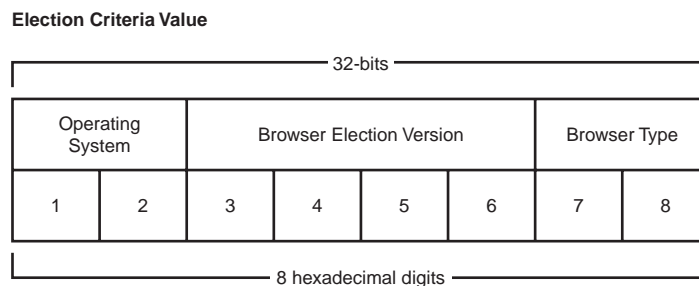 Election Criteria Value
32-bits
Operating
System
Browser Election Version
Browser Type
1 2 3 4 5 6 7 8
8 hexadecimal digits